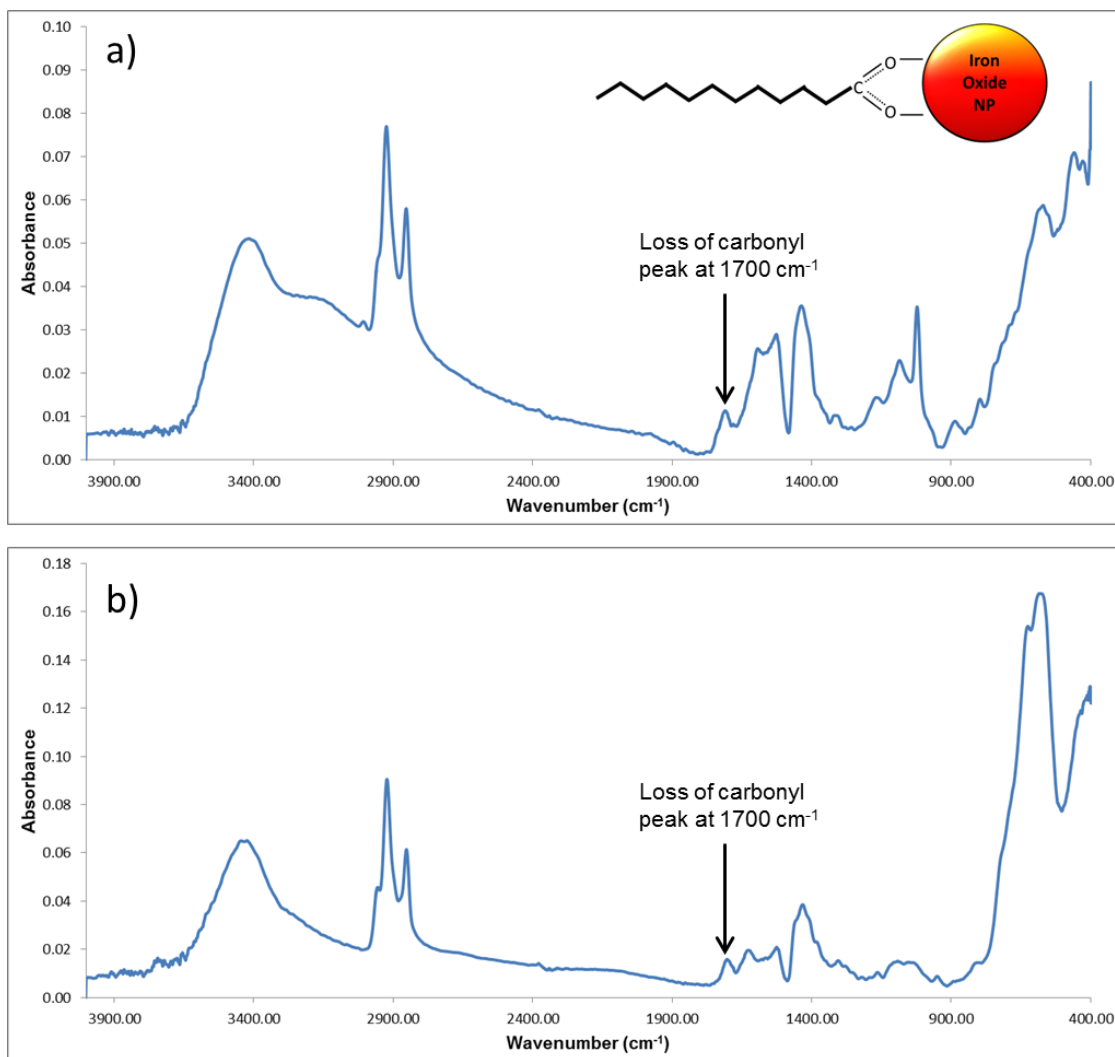 a)
0.10
0.09
0.08
0.07
0.06
0.05
0.04
0.03
0.02
0.01
0.00
Absorbance
C
O
O
Iron
Oxide
NP
Loss of carbonyl
peak at 1700 cm⁻¹
3900.00 3400.00 2900.00 2400.00 1900.00 1400.00 900.00 400.00
Wavenumber (cm⁻¹)
b)
0.18
0.16
0.14
0.12
0.10
0.08
0.06
0.04
0.02
0.00
Absorbance
Loss of carbonyl
peak at 1700 cm⁻¹
3900.00 3400.00 2900.00 2400.00 1900.00 1400.00 900.00 400.00
Wavenumber (cm⁻¹)